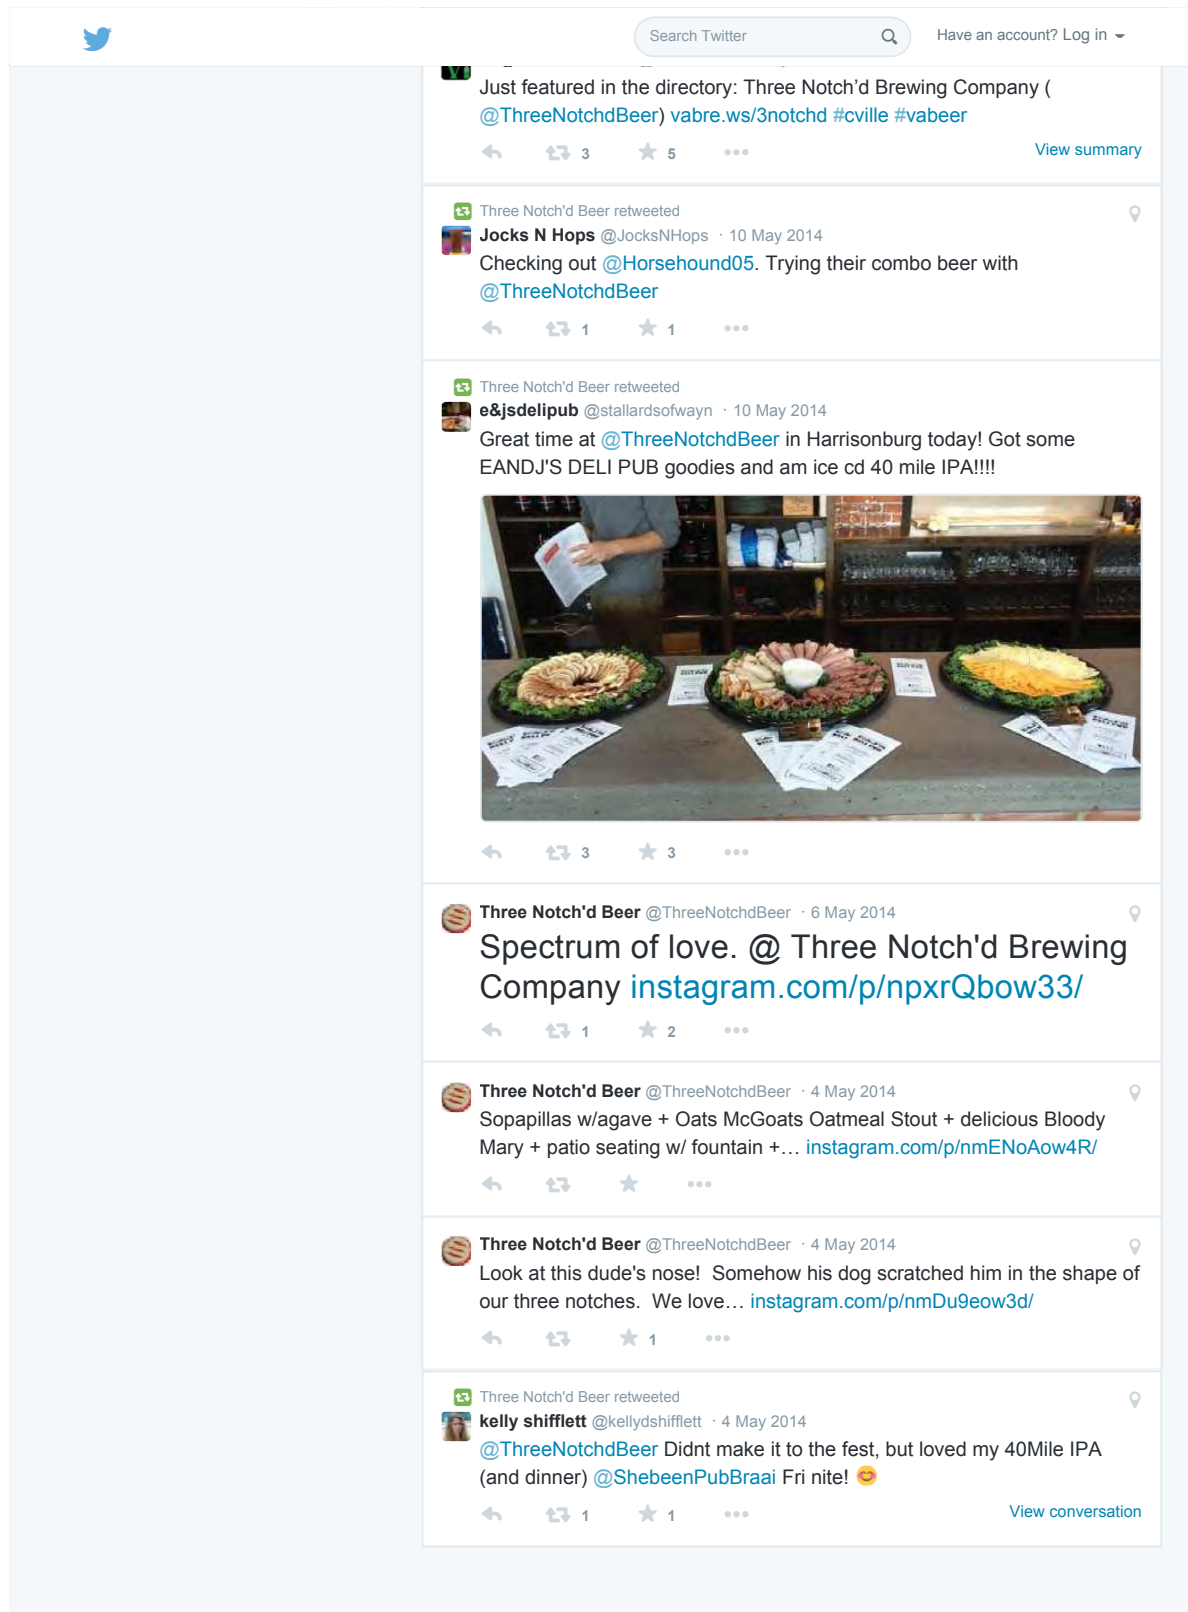 Search Twitter
Have an account? Log in
Just featured in the directory: Three Notch’d Brewing Company (
@ThreeNotchdBeer) vabre.ws/3notchd #cville #vabeer
3 5
View summary
Three Notch'd Beer retweeted
Jocks N Hops @JocksNHops · 10 May 2014
Checking out @Horsehound05. Trying their combo beer with
@ThreeNotchdBeer
1 1
Three Notch'd Beer retweeted
e&jsdelipub @stallardsofwayn · 10 May 2014
Great time at @ThreeNotchdBeer in Harrisonburg today! Got some
EANDJ'S DELI PUB goodies and am ice cd 40 mile IPA!!!!
3 3
Three Notch'd Beer @ThreeNotchdBeer · 6 May 2014
Spectrum of love. @ Three Notch'd Brewing
Company instagram.com/p/npxrQbow33/
1 2
Three Notch'd Beer @ThreeNotchdBeer · 4 May 2014
Sopapillas w/agave + Oats McGoats Oatmeal Stout + delicious Bloody
Mary + patio seating w/ fountain +… instagram.com/p/nmENoAow4R/
Three Notch'd Beer @ThreeNotchdBeer · 4 May 2014
Look at this dude's nose!  Somehow his dog scratched him in the shape of
our three notches.  We love… instagram.com/p/nmDu9eow3d/
1
Three Notch'd Beer retweeted
kelly shifflett @kellydshifflett · 4 May 2014
@ThreeNotchdBeer Didnt make it to the fest, but loved my 40Mile IPA
(and dinner) @ShebeenPubBraai Fri nite! 😊
1 1
View conversation